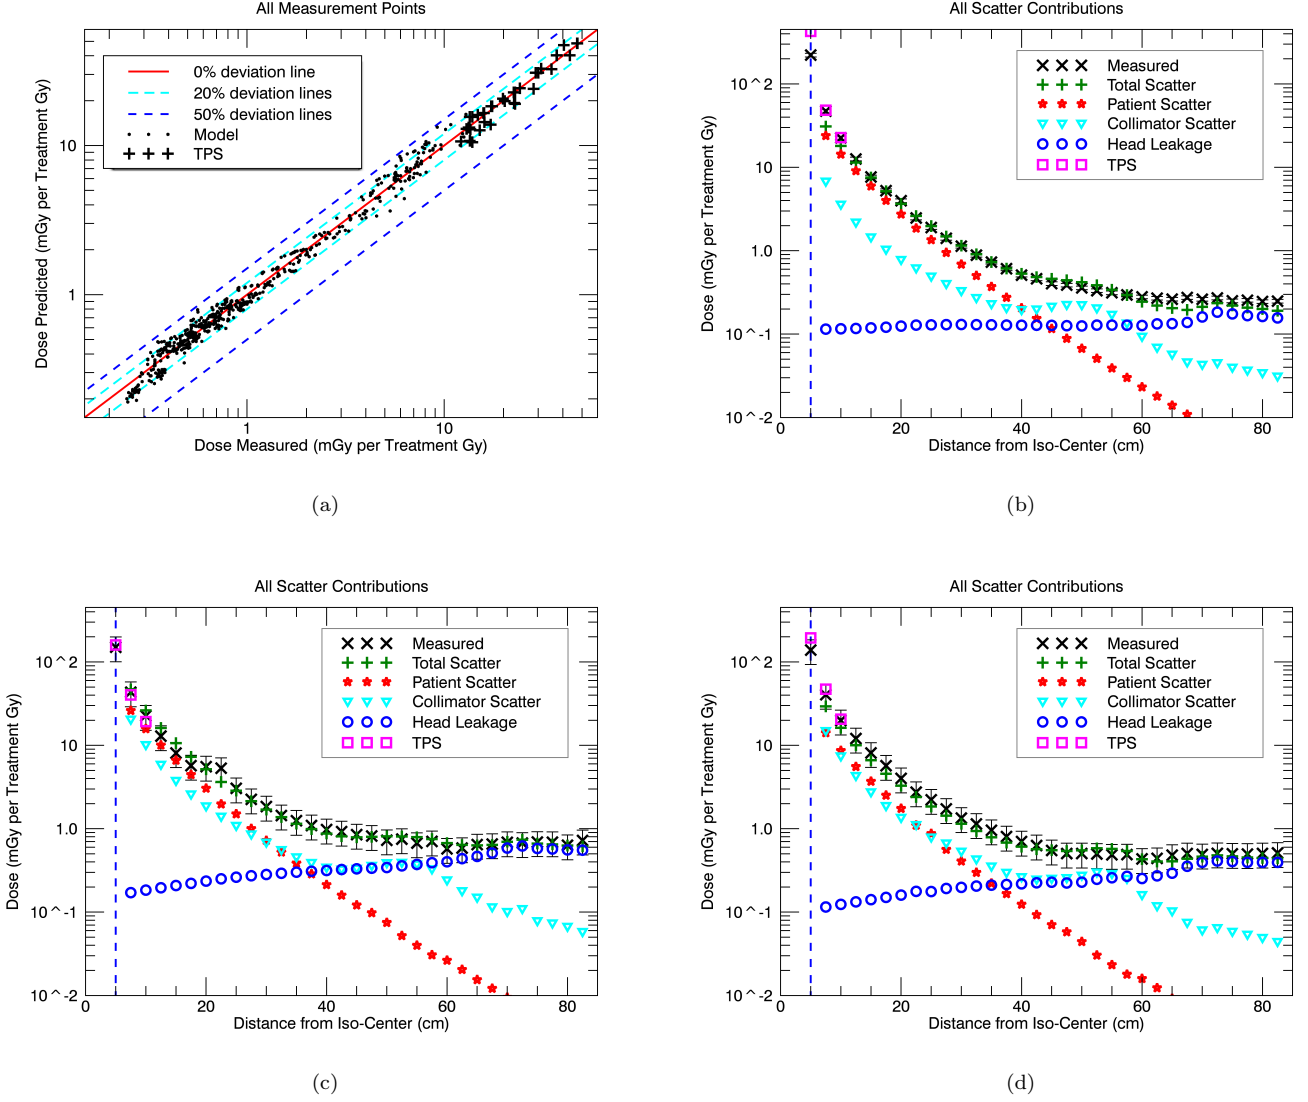 All Measurement Points
0% deviation line
20% deviation lines
50% deviation lines
Model
TPS
10
1
1
10
Dose Predicted (mGy per Treatment Gy)
Dose Measured (mGy per Treatment Gy)
(a)
All Scatter Contributions
Measured
Total Scatter
Patient Scatter
Collimator Scatter
Head Leakage
TPS
10^2
10
1.0
10^-1
10^-2
0
20
40
60
80
Dose (mGy per Treatment Gy)
Distance from Iso-Center (cm)
(b)
All Scatter Contributions
Measured
Total Scatter
Patient Scatter
Collimator Scatter
Head Leakage
TPS
10^2
10
1.0
10^-1
10^-2
0
20
40
60
80
Dose (mGy per Treatment Gy)
Distance from Iso-Center (cm)
(c)
All Scatter Contributions
Measured
Total Scatter
Patient Scatter
Collimator Scatter
Head Leakage
TPS
10^2
10
1.0
10^-1
10^-2
0
20
40
60
80
Dose (mGy per Treatment Gy)
Distance from Iso-Center (cm)
(d)